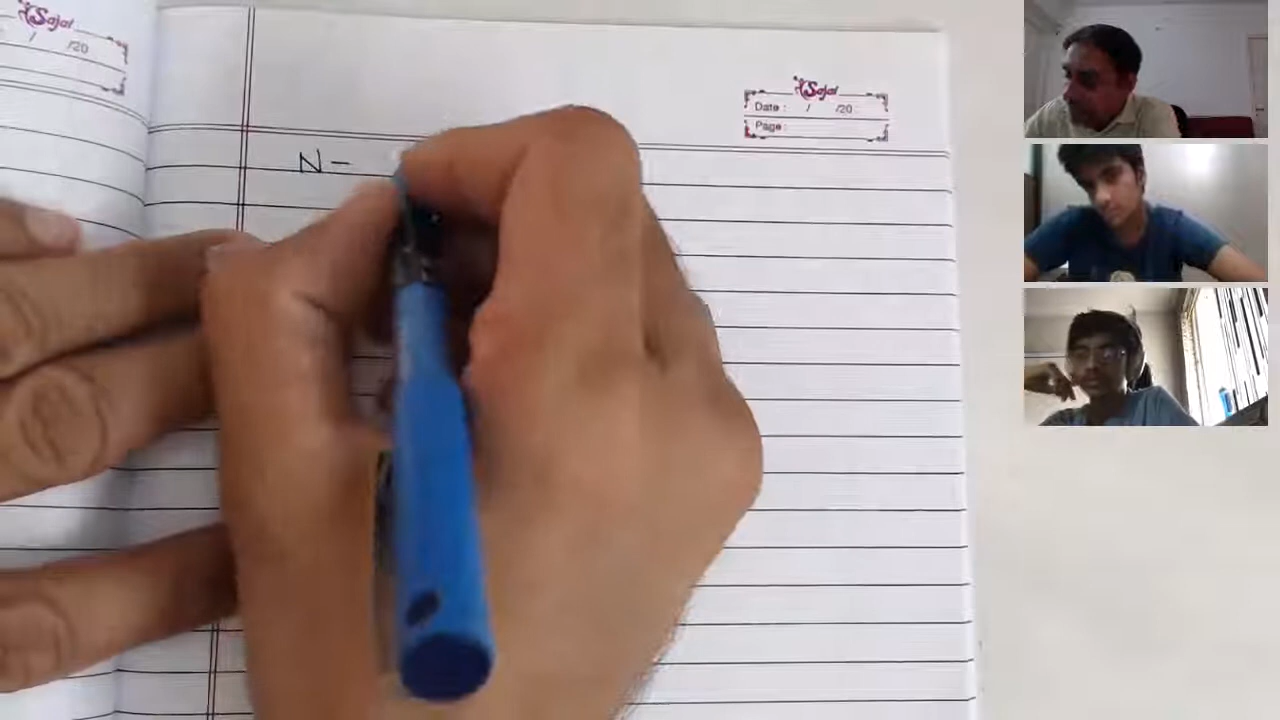 Sajal
/ /20
Sajal
Date : / /20
Page:
N-